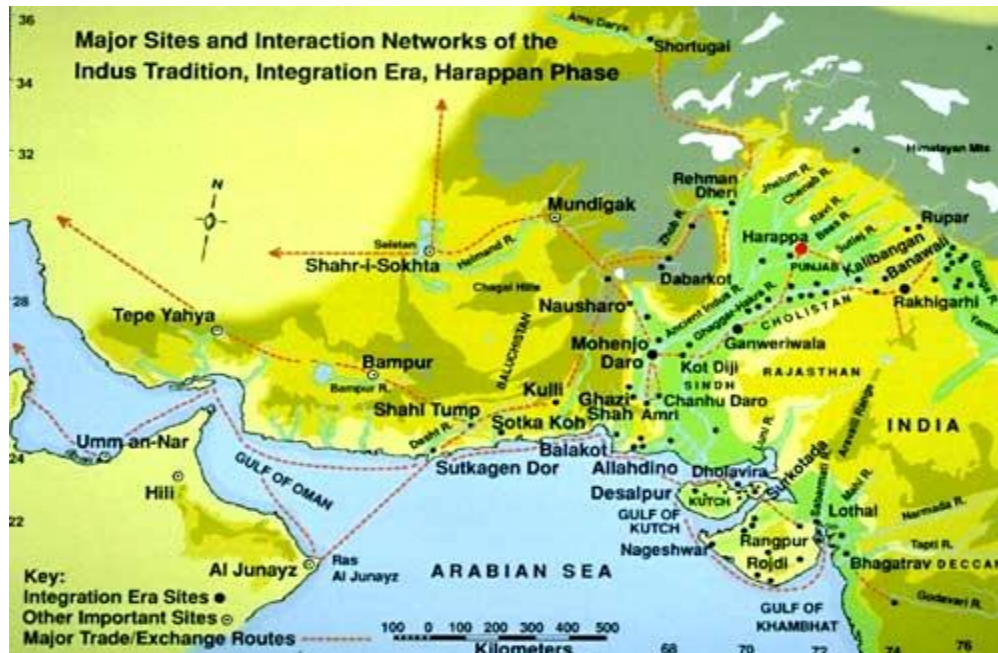 36
34
32
28
24
22
Major Sites and Interaction Networks of the
Indus Tradition, Integration Era, Harappan Phase
Amu Darya
Shortugai
Himalayan Mts
N
Rehman
Dheri
Jhelum R.
Chenab R.
Ravi R.
Beas R.
Sutlej R.
Rupar
Mundigak
Zhob R.
Harappa
PUNJAB
Kalibangan
Banawali
Ganga R.
Seistan
Helmand R.
Shahr-i-Sokhta
Dabarkot
Chagai Hills
Nausharo
Ancient Indus R.
Ghaggar-Hakra R.
CHOLISTAN
Rakhigarhi
Tepe Yahya
Mohenjo
Daro
Ganweriwala
Bampur
Bampur R.
BALUCHISTAN
Kot Diji
SINDH
RAJASTHAN
Kulli
Ghazi
Shah
Amri
Chanhu Daro
Shahi Tump
Dasht R.
Sotka Koh
Luni R.
Aravalli Range
INDIA
Umm an-Nar
GULF OF OMAN
Sutkagen Dor
Balakot
Allahdino
Dholavira
Surkotada
Sabarmati R.
Mahi R.
Hili
Desalpur
KUTCH
Lothal
Narmada R.
GULF OF
KUTCH
Nageshwar
Rangpur
Rojdi
Tapti R.
Bhagatrav
DECCAN
Al Junayz
Ras
Al Junayz
ARABIAN SEA
Godavari R.
GULF OF
KHAMBHAT
Key:
Integration Era Sites
Other Important Sites
Major Trade/Exchange Routes
100 0 100 200 300 400 500
Kilometers
68 70 72 74 76